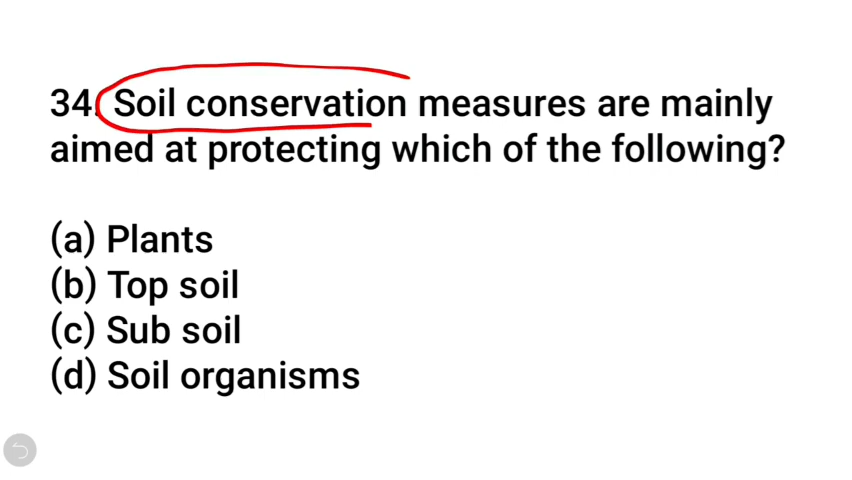 34. Soil conservation measures are mainly
aimed at protecting which of the following?
(a) Plants
(b) Top soil
(c) Sub soil
(d) Soil organisms